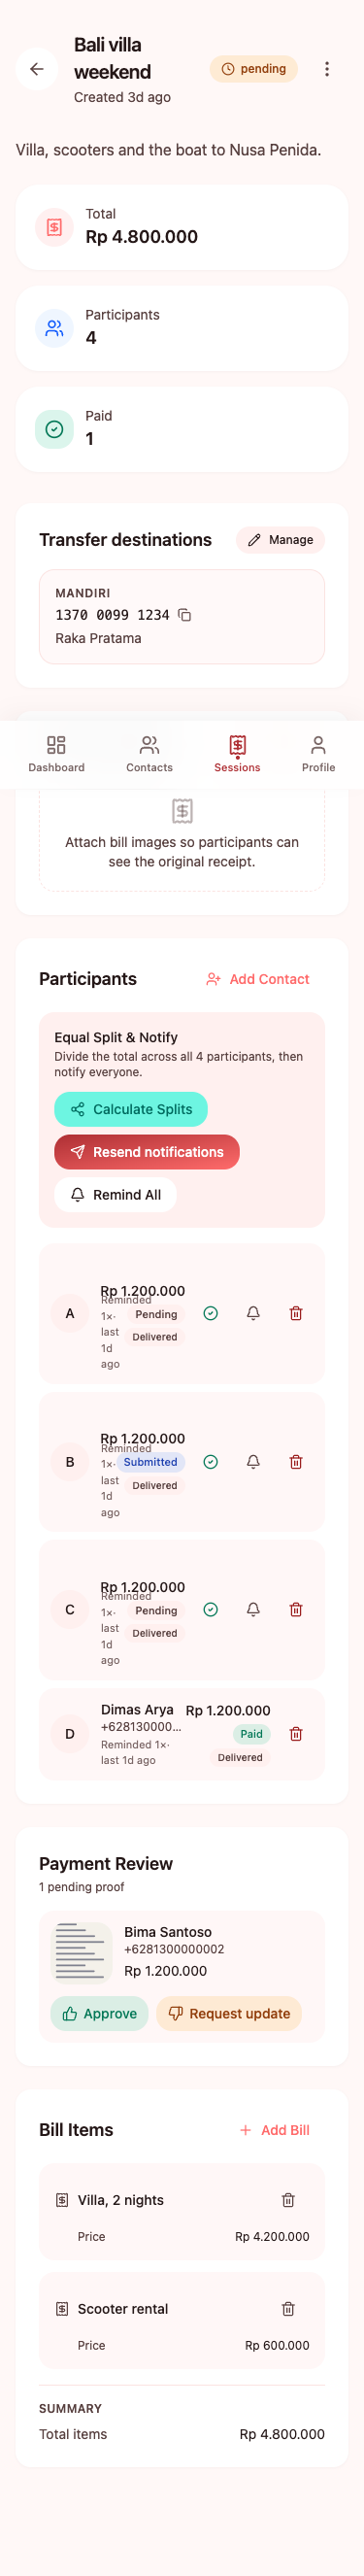 Bali villa
weekend
pending
Created 3d ago
Villa, scooters and the boat to Nusa Penida.
Total
Rp 4.800.000
Participants
4
Paid
1
Transfer destinations
Manage
MANDIRI
1370 0099 1234
Raka Pratama
Dashboard
Contacts
Sessions
Profile
Attach bill images so participants can
see the original receipt.
Participants
Add Contact
Equal Split & Notify
Divide the total across all 4 participants, then
notify everyone.
Calculate Splits
Resend notifications
Remind All
A
Rp 1.200.000
Reminded
1×·
last
1d
ago
Pending
Delivered
B
Rp 1.200.000
Reminded
1×·
last
1d
ago
Submitted
Delivered
C
Rp 1.200.000
Reminded
1×·
last
1d
ago
Pending
Delivered
D
Dimas Arya
+628130000...
Reminded 1×·
last 1d ago
Rp 1.200.000
Paid
Delivered
Payment Review
1 pending proof
Bima Santoso
+6281300000002
Rp 1.200.000
Approve
Request update
Bill Items
Add Bill
Villa, 2 nights
Price
Rp 4.200.000
Scooter rental
Price
Rp 600.000
SUMMARY
Total items
Rp 4.800.000